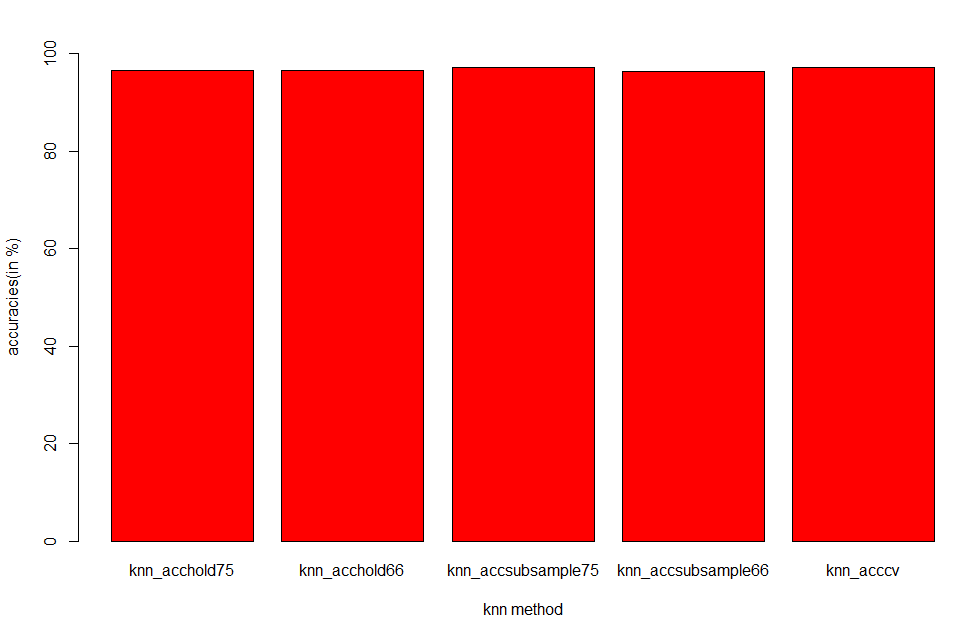 accuracies(in %)
100
80
60
40
20
0
knn_acchold75 knn_acchold66 knn_accsubsample75 knn_accsubsample66 knn_acccv
knn method